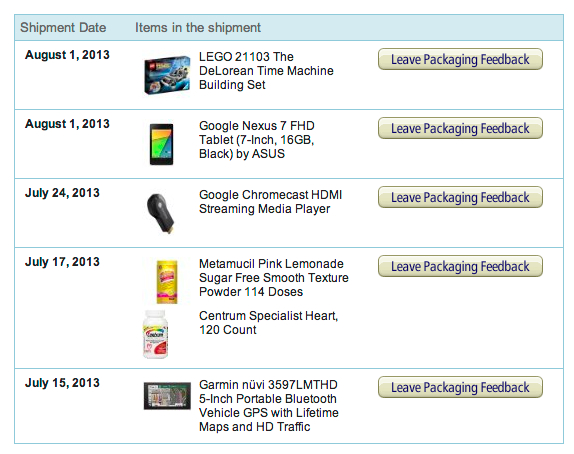 Shipment Date Items in the shipment
August 1, 2013
LEGO 21103 The
DeLorean Time Machine
Building Set
Leave Packaging Feedback
August 1, 2013
Google Nexus 7 FHD
Tablet (7-Inch, 16GB,
Black) by ASUS
Leave Packaging Feedback
July 24, 2013
Google Chromecast HDMI
Streaming Media Player
Leave Packaging Feedback
July 17, 2013
Metamucil Pink Lemonade
Sugar Free Smooth Texture
Powder 114 Doses
Leave Packaging Feedback
Centrum Specialist Heart,
120 Count
Centrum
July 15, 2013
Garmin nüvi 3597LMTHD
5-Inch Portable Bluetooth
Vehicle GPS with Lifetime
Maps and HD Traffic
Leave Packaging Feedback